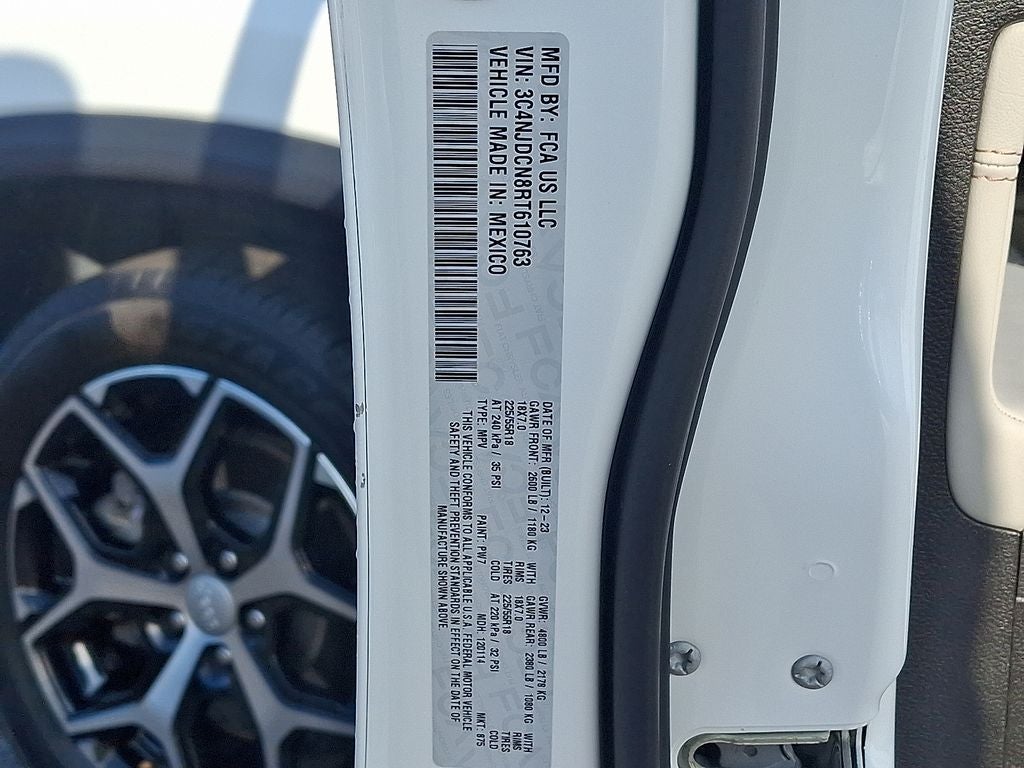 MFD BY: FCA US LLC
VIN: 3C4NJDCN8RT610763
VEHICLE MADE IN: MEXICO
DATE OF MFR (BUILT): 12-23 GVWR: 4800 LB / 2178 KG
GAWR FRONT: 2600 LB / 1180 KG WITH GAWR REAR: 2380 LB / 1080 KG WITH
18X7.0 RIMS 18X7.0 RIMS
225/55R18 TIRES 225/55R18 TIRES
AT 240 kPa / 35 PSI COLD AT 220 kPa / 32 PSI COLD
TYPE: MPV PAINT: PW7 MDH: 120114 MKT: 875
THIS VEHICLE CONFORMS TO ALL APPLICABLE U.S.A. FEDERAL MOTOR VEHICLE
SAFETY AND THEFT PREVENTION STANDARDS IN EFFECT ON THE DATE OF
MANUFACTURE SHOWN ABOVE.